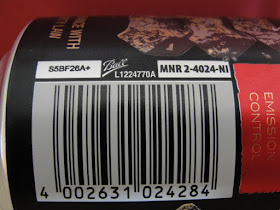 S5BF26A+
Ball
L1224770A
MNR 2-4024-NI
EMISSION
CONTROL
4 002631 024284